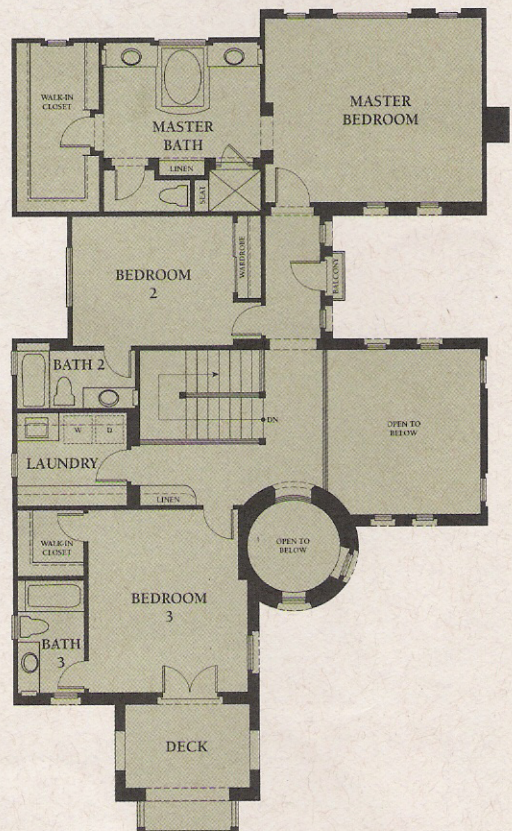 WALK-IN
CLOSET
MASTER
BATH
MASTER
BEDROOM
LINEN
SEAT
BEDROOM
2
WARDROBE
BALCONY
BATH 2
DN
OPEN TO
BELOW
W
D
LAUNDRY
LINEN
WALK-IN
CLOSET
OPEN TO
BELOW
BEDROOM
3
BATH
3
DECK